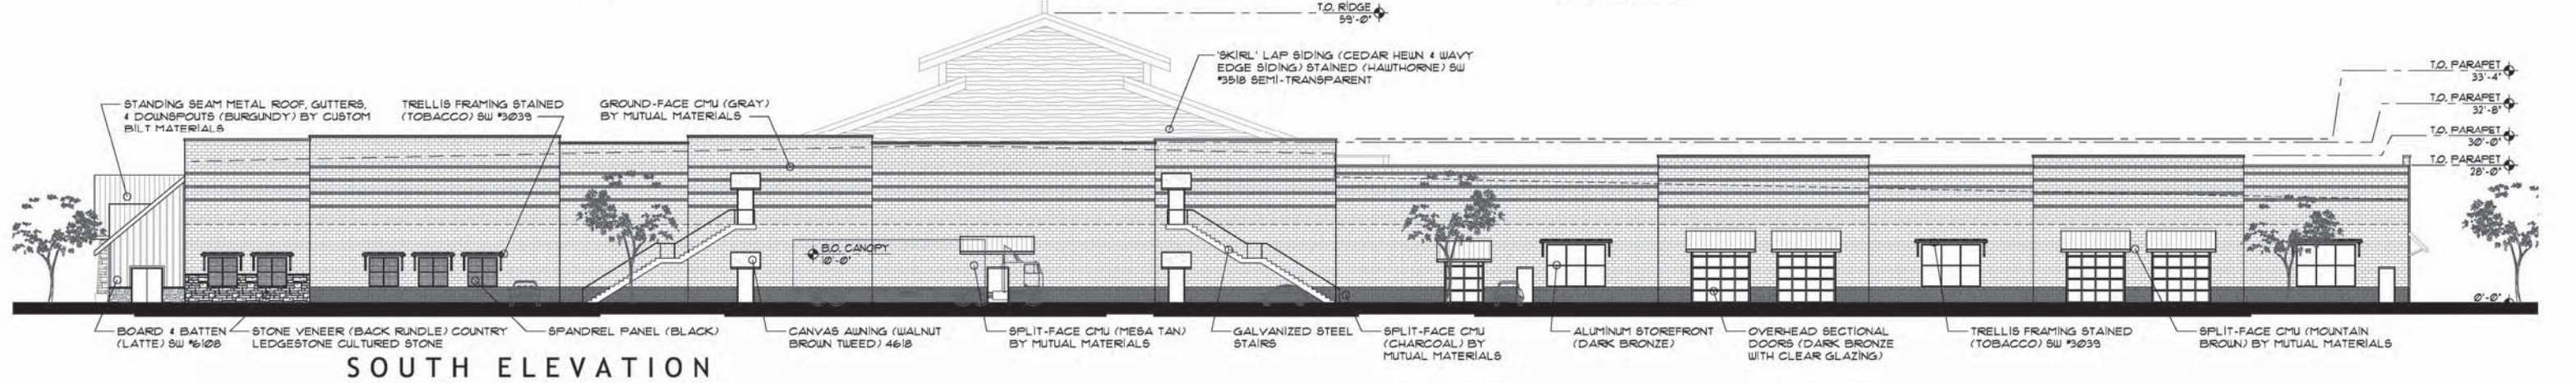 T.O. RIDGE
59'-0"
'SKIRL' LAP SIDING (CEDAR HEWN & WAVY
EDGE SIDING) STAINED (HAWTHORNE) SW
#3518 SEMI-TRANSPARENT
T.O. PARAPET
33'-4"
T.O. PARAPET
32'-8"
T.O. PARAPET
30'-0"
T.O. PARAPET
28'-0"
STANDING SEAM METAL ROOF, GUTTERS,
& DOWNSPOUTS (BURGUNDY) BY CUSTOM
BILT MATERIALS
TRELLIS FRAMING STAINED
(TOBACCO) SW #3039
GROUND-FACE CMU (GRAY)
BY MUTUAL MATERIALS
B.O. CANOPY
10'-0"
0'-0"
BOARD & BATTEN
(LATTE) SW #6108
STONE VENEER (BACK RUNDLE) COUNTRY
LEDGESTONE CULTURED STONE
SPANDREL PANEL (BLACK)
CANVAS AWNING (WALNUT
BROWN TWEED) 4618
SPLIT-FACE CMU (MESA TAN)
BY MUTUAL MATERIALS
GALVANIZED STEEL
STAIRS
SPLIT-FACE CMU
(CHARCOAL) BY
MUTUAL MATERIALS
ALUMINUM STOREFRONT
(DARK BRONZE)
OVERHEAD SECTIONAL
DOORS (DARK BRONZE
WITH CLEAR GLAZING)
TRELLIS FRAMING STAINED
(TOBACCO) SW #3039
SPLIT-FACE CMU (MOUNTAIN
BROWN) BY MUTUAL MATERIALS
SOUTH ELEVATION